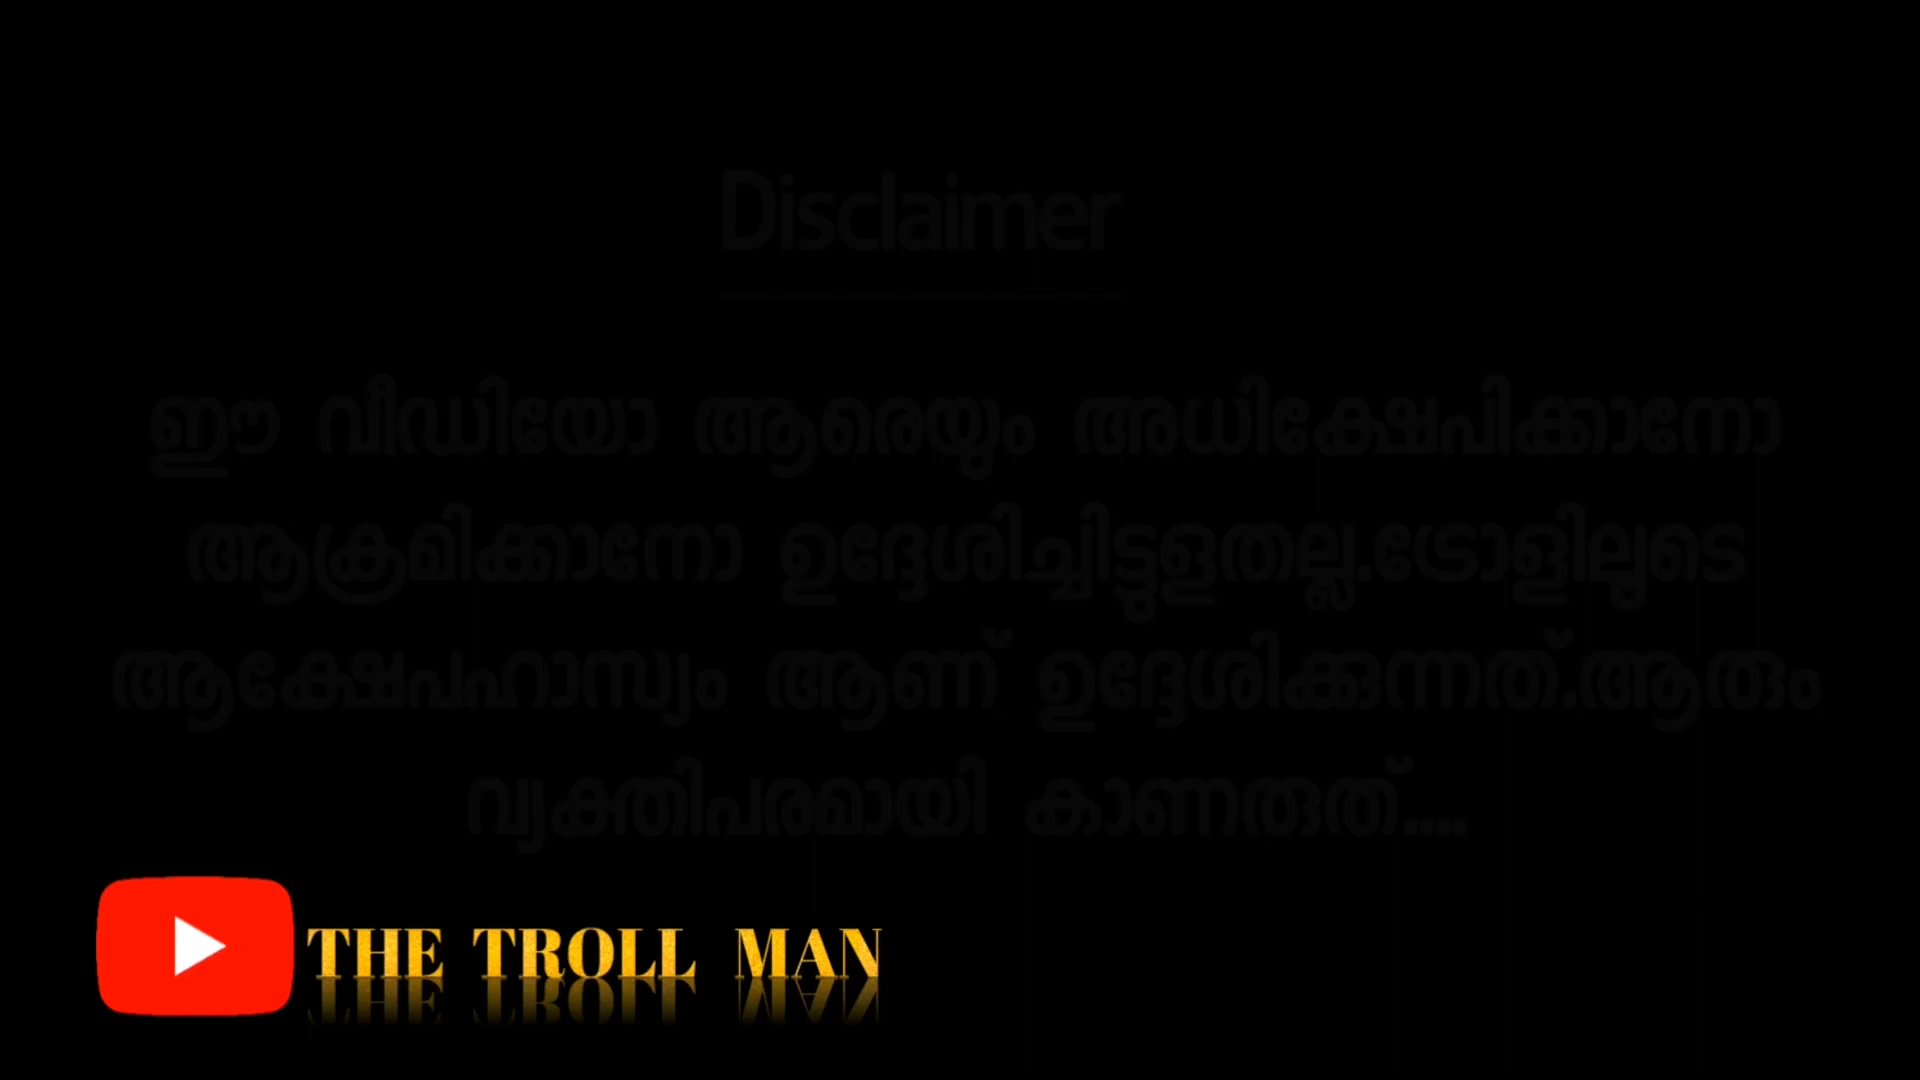 Disclaimer
ഈ വീഡിയോ ആരെയും അധിക്ഷേപിക്കാനോ
ആക്രമിക്കാനോ ഉദ്ദേശിച്ചിട്ടുളതല്ല.ട്രോളിലൂടെ
ആക്ഷേപഹാസ്യം ആണ് ഉദ്ദേശിക്കുന്നത്.ആരും
വ്യക്തിപരമായി കാണരുത്....
THE TROLL MAN